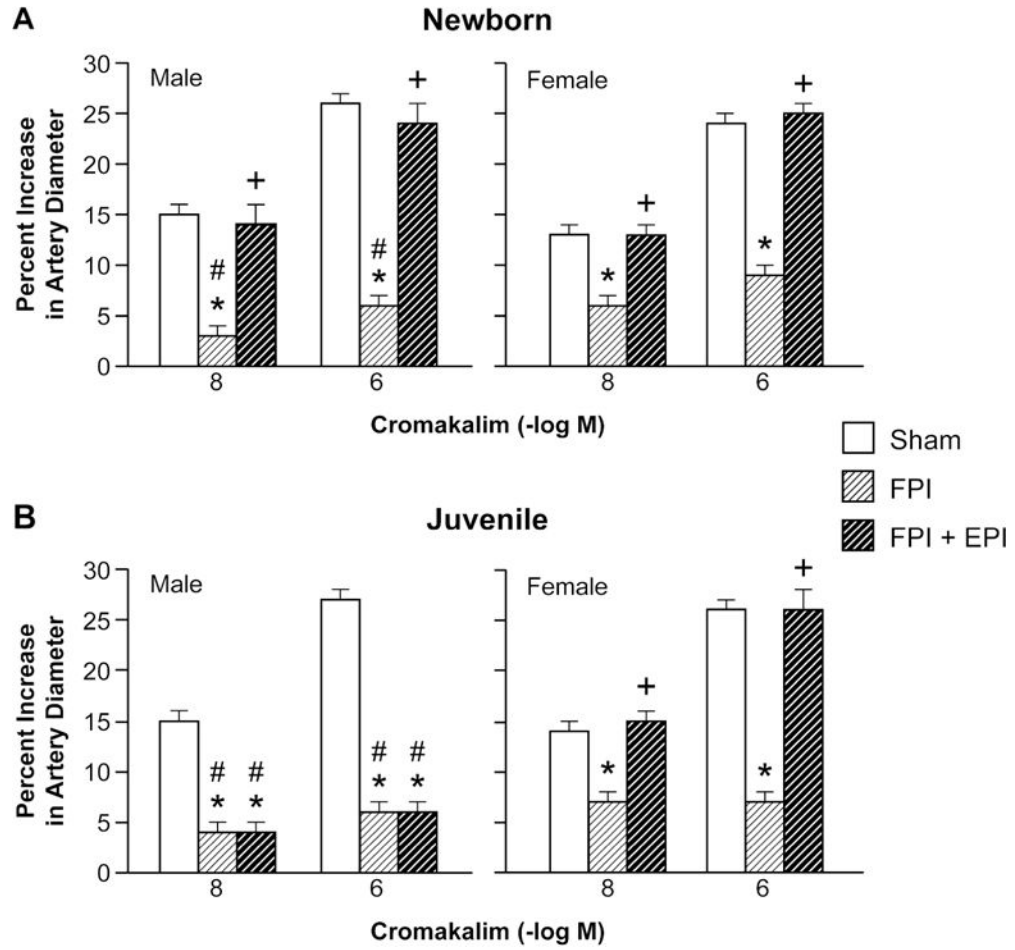 A
Newborn
Percent Increase
in Artery Diameter
30
25
20
15
10
5
0
Male
#
*
+
#
*
+
8
6
Female
*
+
*
+
8
6
Cromakalim (-log M)
Sham
FPI
FPI + EPI
B
Juvenile
Percent Increase
in Artery Diameter
30
25
20
15
10
5
0
Male
# #
* *
# #
* *
8
6
Female
*
+
*
+
8
6
Cromakalim (-log M)